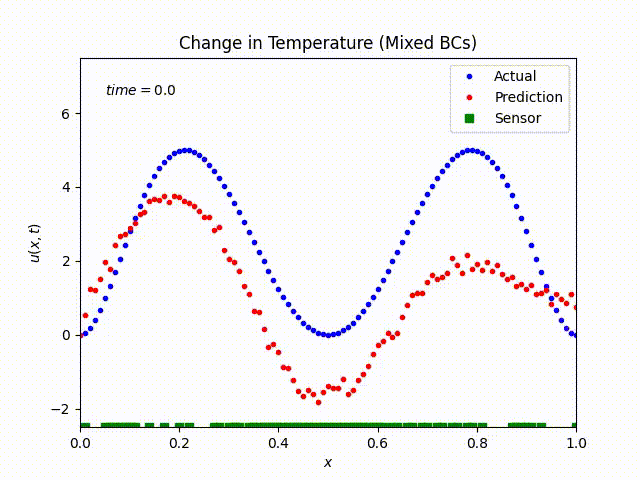 Change in Temperature (Mixed BCs)
time = 0.0
Actual
Prediction
Sensor
6
4
2
0
−2
u(x, t)
0.0 0.2 0.4 0.6 0.8 1.0
x